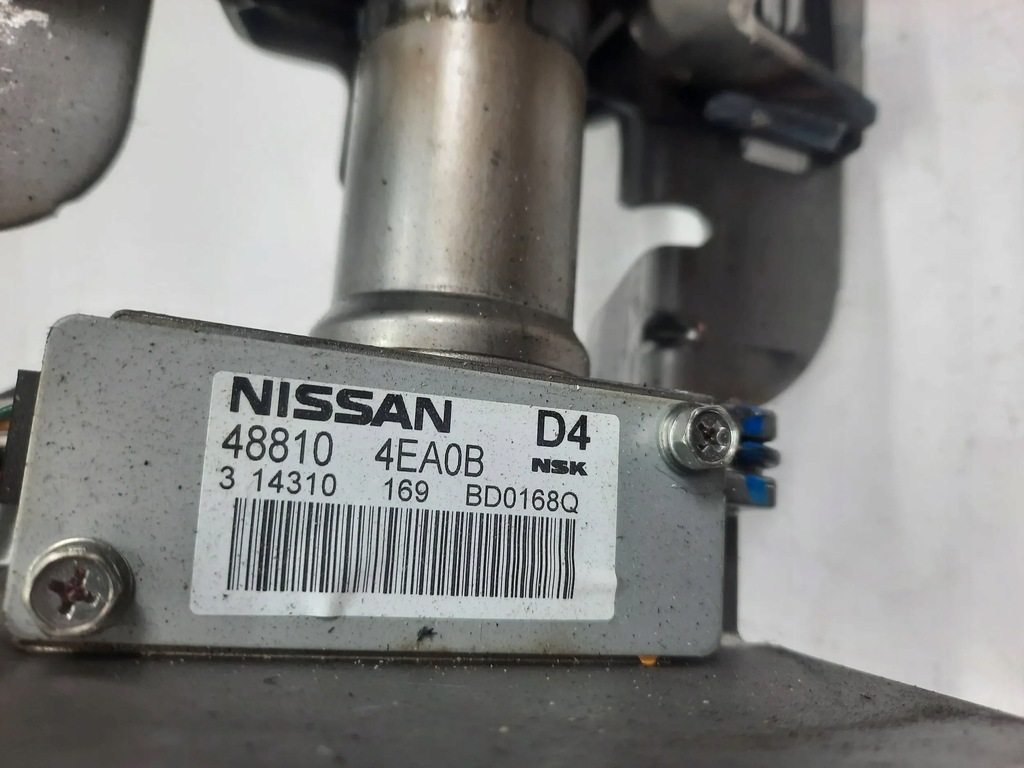 NISSAN D4
48810 4EA0B NSK
3 14310 169 BD0168Q